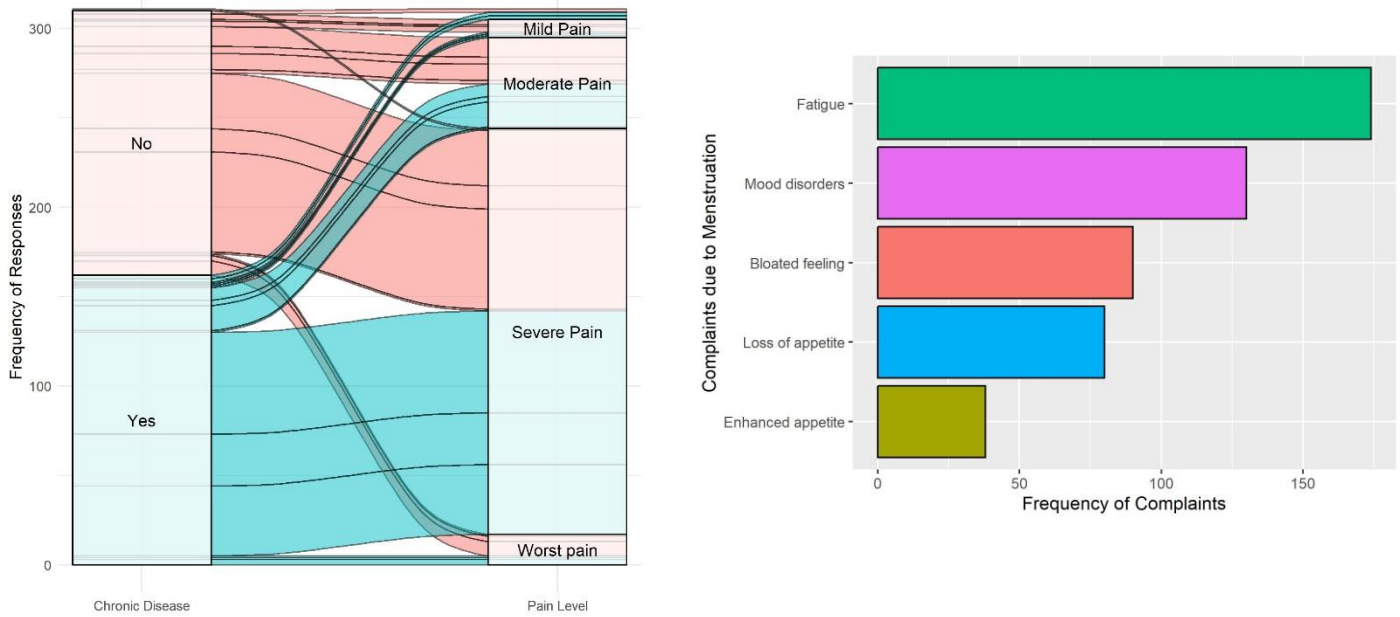 Frequency of Responses
300
200
100
0
No
Yes
Mild Pain
Moderate Pain
Severe Pain
Worst pain
Chronic Disease
Pain Level
Complaints due to Menstruation
Fatigue
Mood disorders
Bloated feeling
Loss of appetite
Enhanced appetite
0
50
100
150
Frequency of Complaints